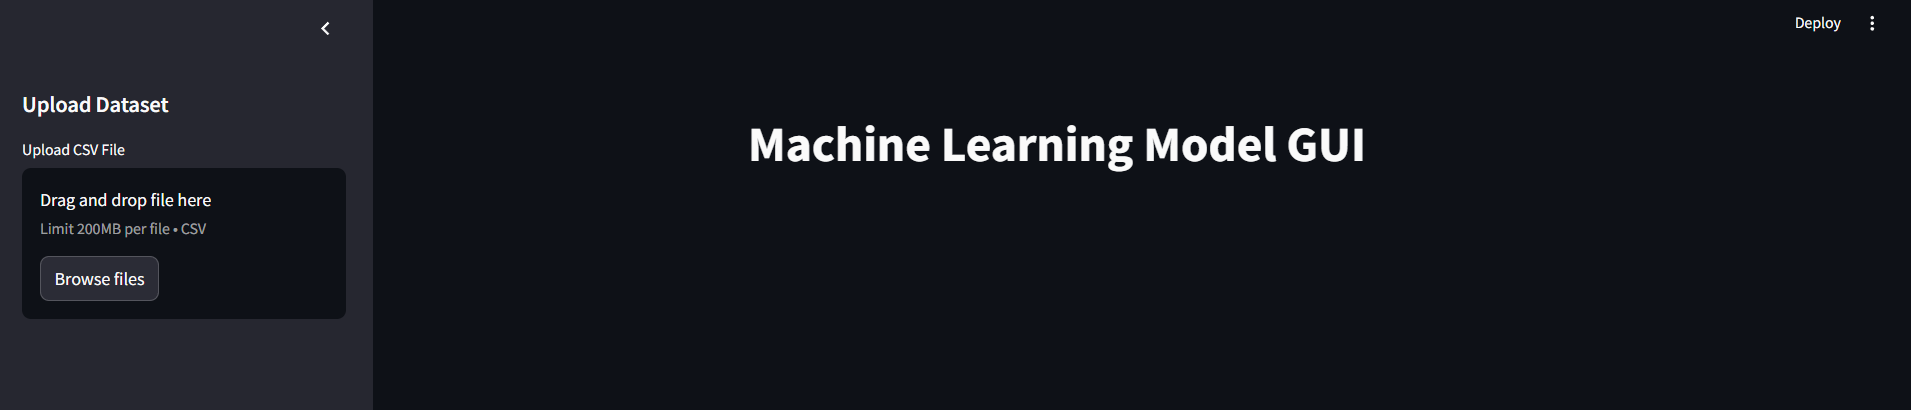 Deploy
Upload Dataset
Upload CSV File
Drag and drop file here
Limit 200MB per file • CSV
Browse files
Machine Learning Model GUI